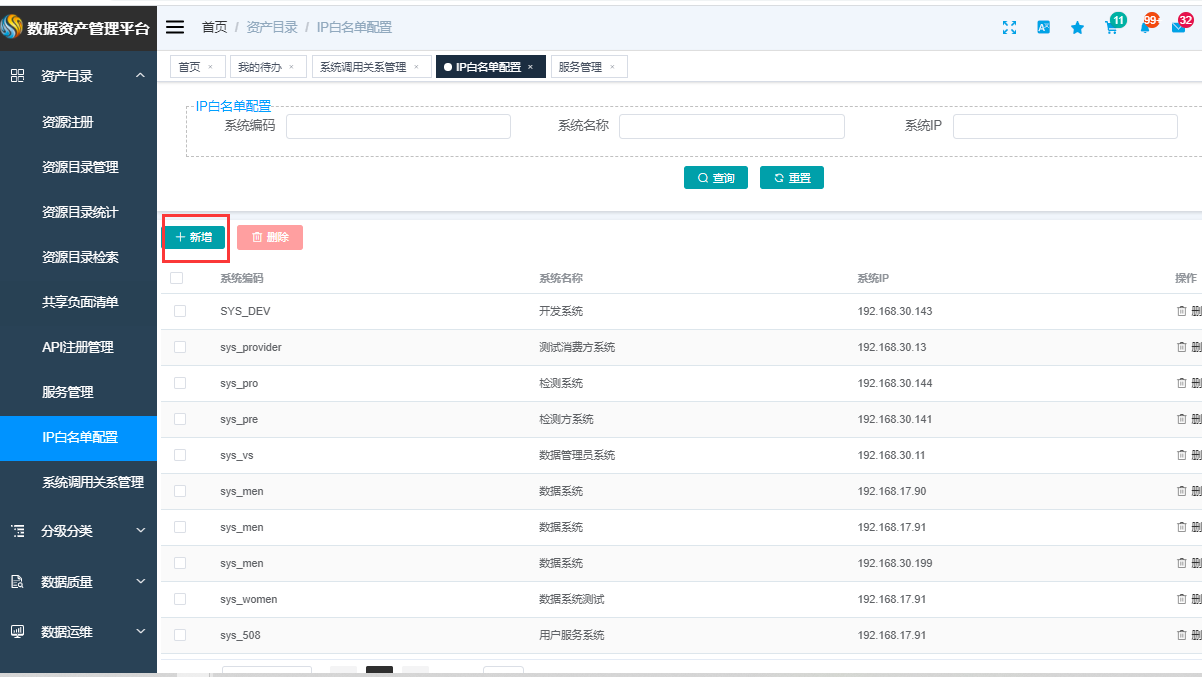 数据资产管理平台
首页 / 资产目录 / IP白名单配置
11
99+
32
首页 × 我的待办 × 系统调用关系管理 × IP白名单配置 × 服务管理 ×
资产目录
资源注册
资源目录管理
资源目录统计
资源目录检索
共享负面清单
API注册管理
服务管理
IP白名单配置
系统调用关系管理
分级分类
数据质量
数据运维
IP白名单配置
系统编码 系统名称 系统IP
查询 重置
新增 删除
系统编码 系统名称 系统IP 操作
SYS_DEV 开发系统 192.168.30.143 删
sys_provider 测试消费方系统 192.168.30.13 删
sys_pro 检测系统 192.168.30.144 删
sys_pre 检测方系统 192.168.30.141 删
sys_vs 数据管理员系统 192.168.30.11 删
sys_men 数据系统 192.168.17.90 删
sys_men 数据系统 192.168.17.91 删
sys_men 数据系统 192.168.30.199 删
sys_women 数据系统测试 192.168.17.91 删
sys_508 用户服务系统 192.168.17.91 删